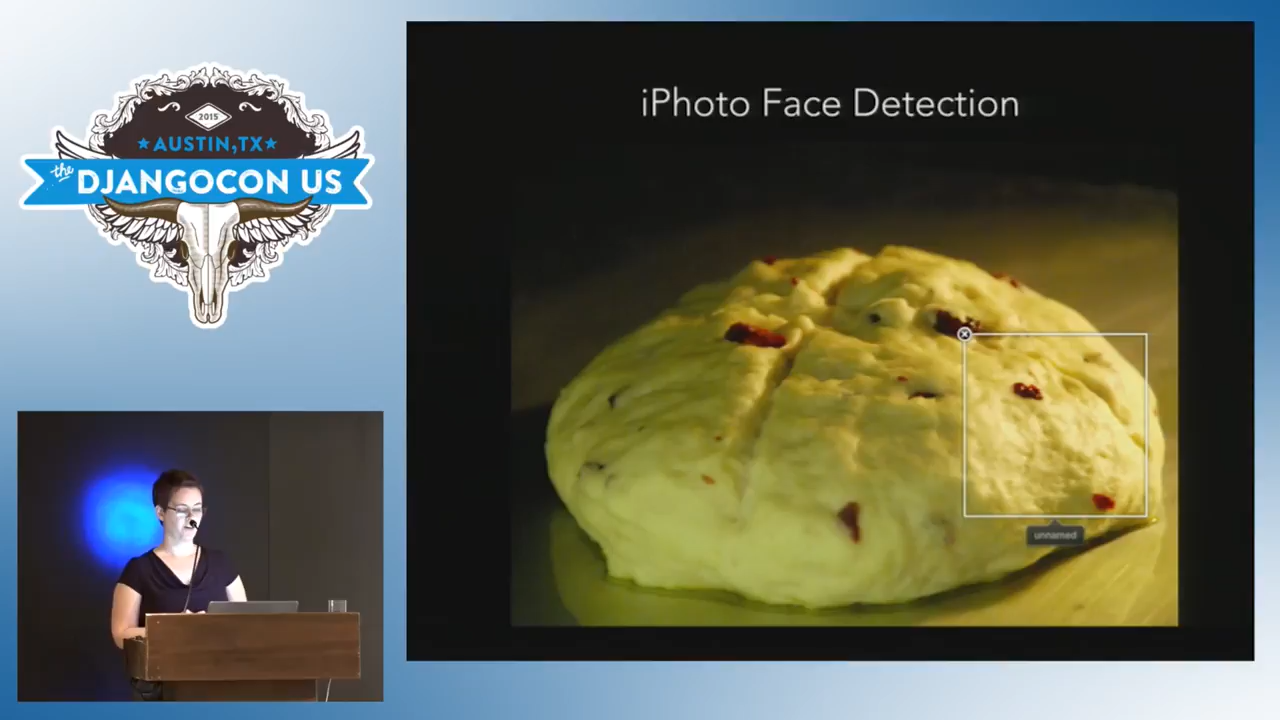 2015
AUSTIN, TX
the
DJANGOCON US
iPhoto Face Detection
unnamed